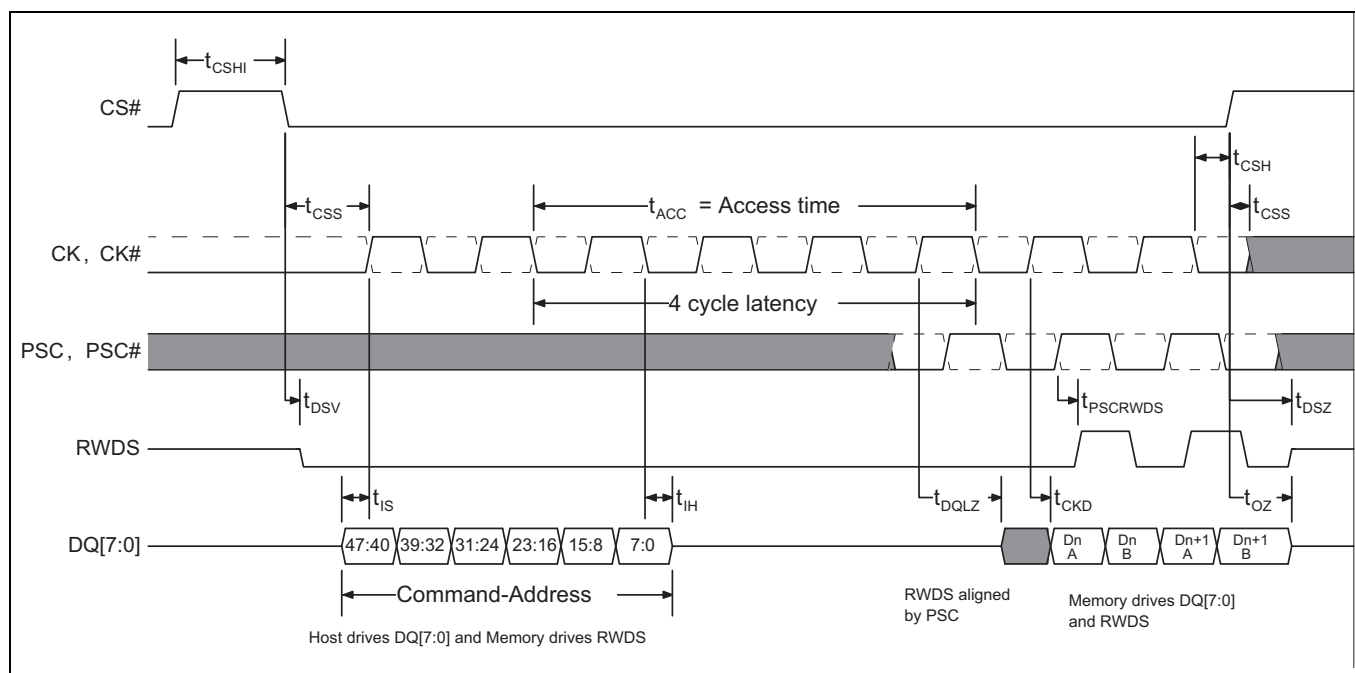 tCSHI
CS#
tCSH
tCSS
tACC = Access time
tCSS
CK, CK#
4 cycle latency
PSC, PSC#
tDSV
tPSCRWDS
tDSZ
RWDS
tIS
tIH
tDQLZ
tCKD
tOZ
DQ[7:0]
47:40 39:32 31:24 23:16 15:8 7:0
Dn A
Dn B
Dn+1 A
Dn+1 B
Command-Address
RWDS aligned
by PSC
Memory drives DQ[7:0]
and RWDS
Host drives DQ[7:0] and Memory drives RWDS